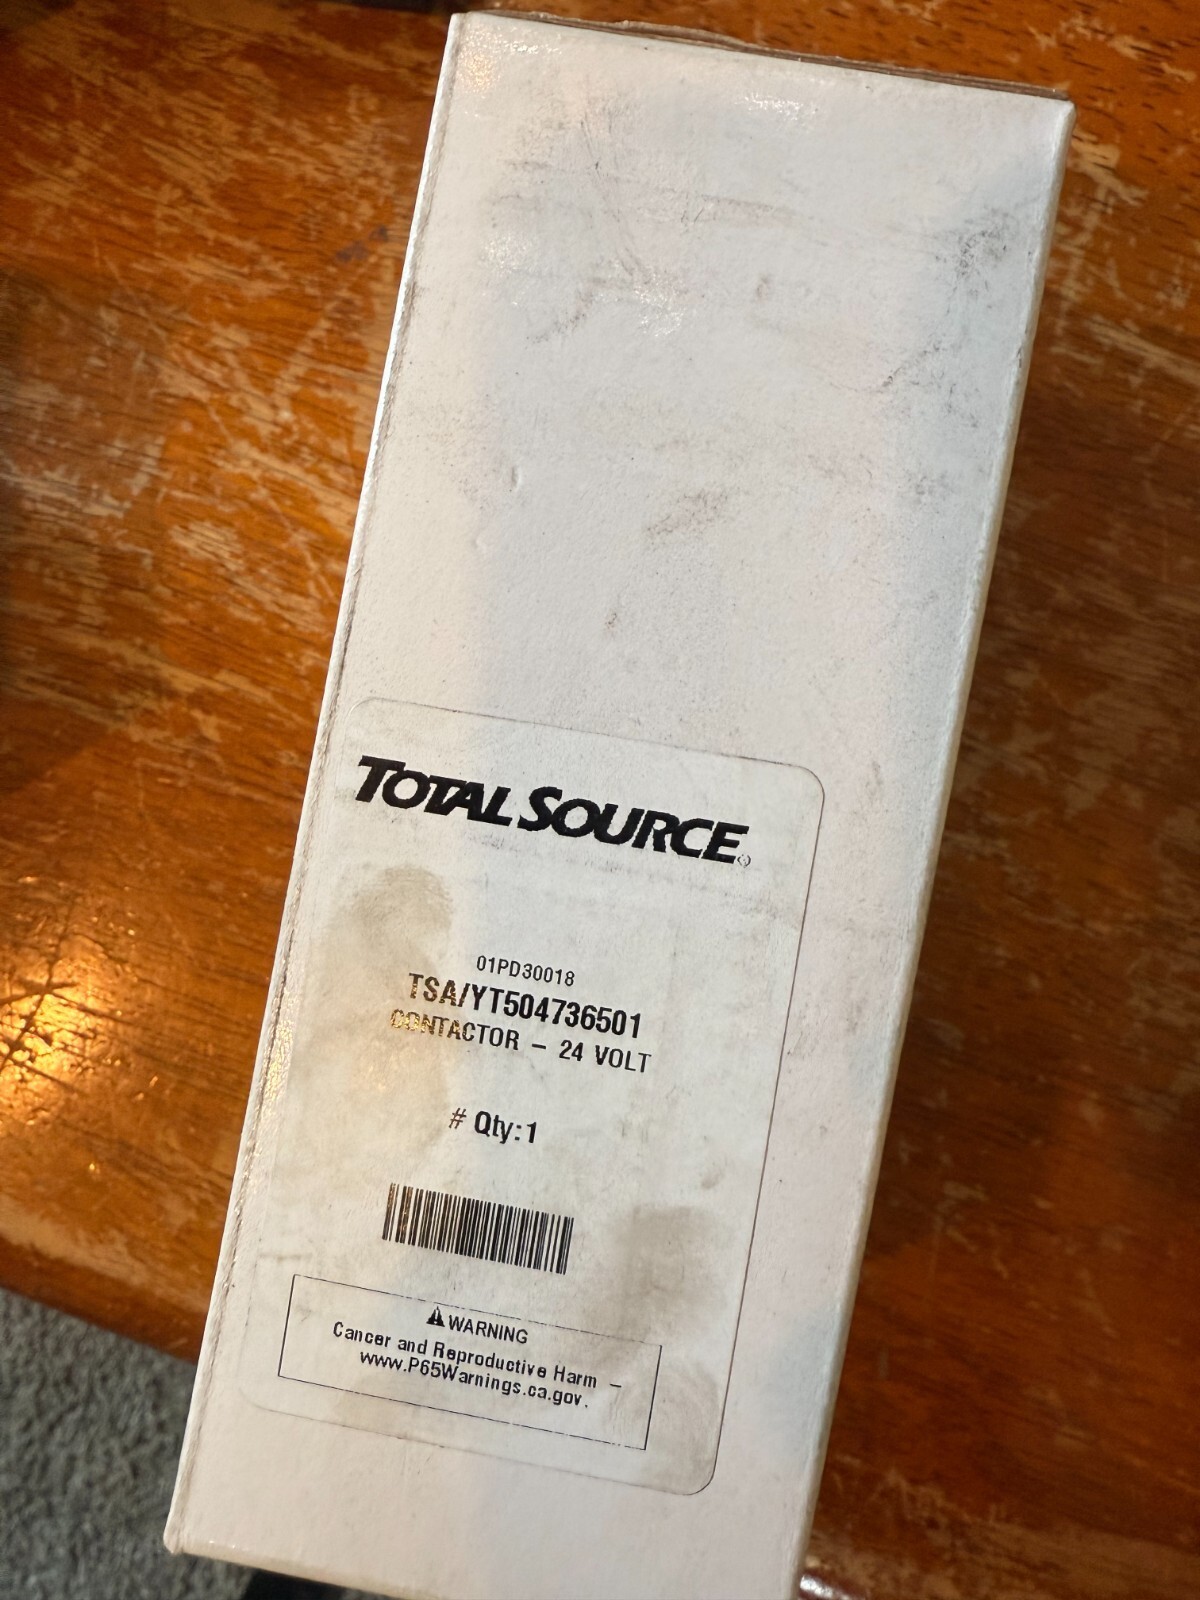 TOTAL SOURCE®
01PD30018
TSA/YT504736501
CONTACTOR - 24 VOLT
# Qty:1
WARNING
Cancer and Reproductive Harm -
www.P65Warnings.ca.gov.